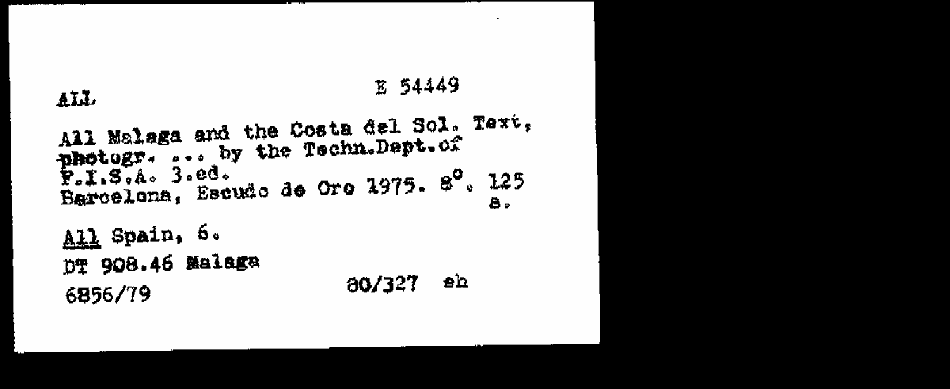 ALL
E 54449
All Malaga and the Costa del Sol. Text,
photogr. ... by the Techn.Dept.of
F.I.S.A. 3.ed.
Barcelona, Escudo de Oro 1975. 8°. 125
s.
All Spain, 6.
DT 908.46 Malaga
6856/79
80/327 sh